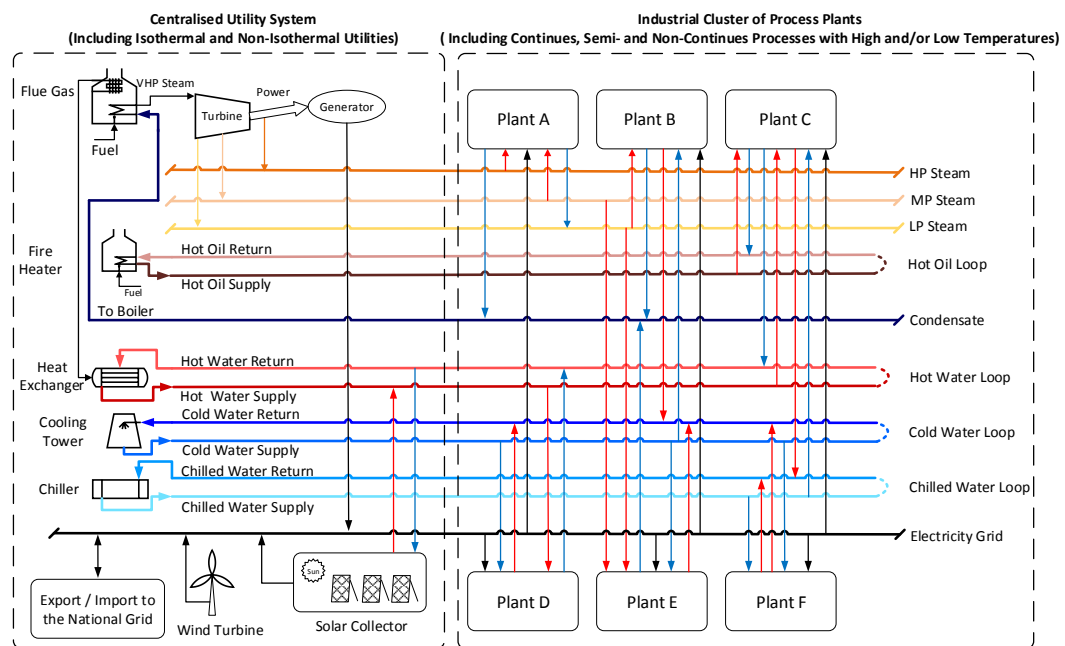 Centralised Utility System
(Including Isothermal and Non-Isothermal Utilities)
Industrial Cluster of Process Plants
( Including Continues, Semi- and Non-Continues Processes with High and/or Low Temperatures)
Flue Gas
VHP Steam
Power
Turbine
Generator
Fuel
Plant A
Plant B
Plant C
HP Steam
MP Steam
LP Steam
Hot Oil Return
Fire
Heater
Fuel
Hot Oil Supply
Hot Oil Loop
To Boiler
Condensate
Hot Water Return
Heat
Exchanger
Hot Water Loop
Hot Water Supply
Cold Water Return
Cooling
Tower
Cold Water Loop
Cold Water Supply
Chilled Water Return
Chiller
Chilled Water Loop
Chilled Water Supply
Electricity Grid
Sun
Export / Import to
the National Grid
Wind Turbine
Solar Collector
Plant D
Plant E
Plant F